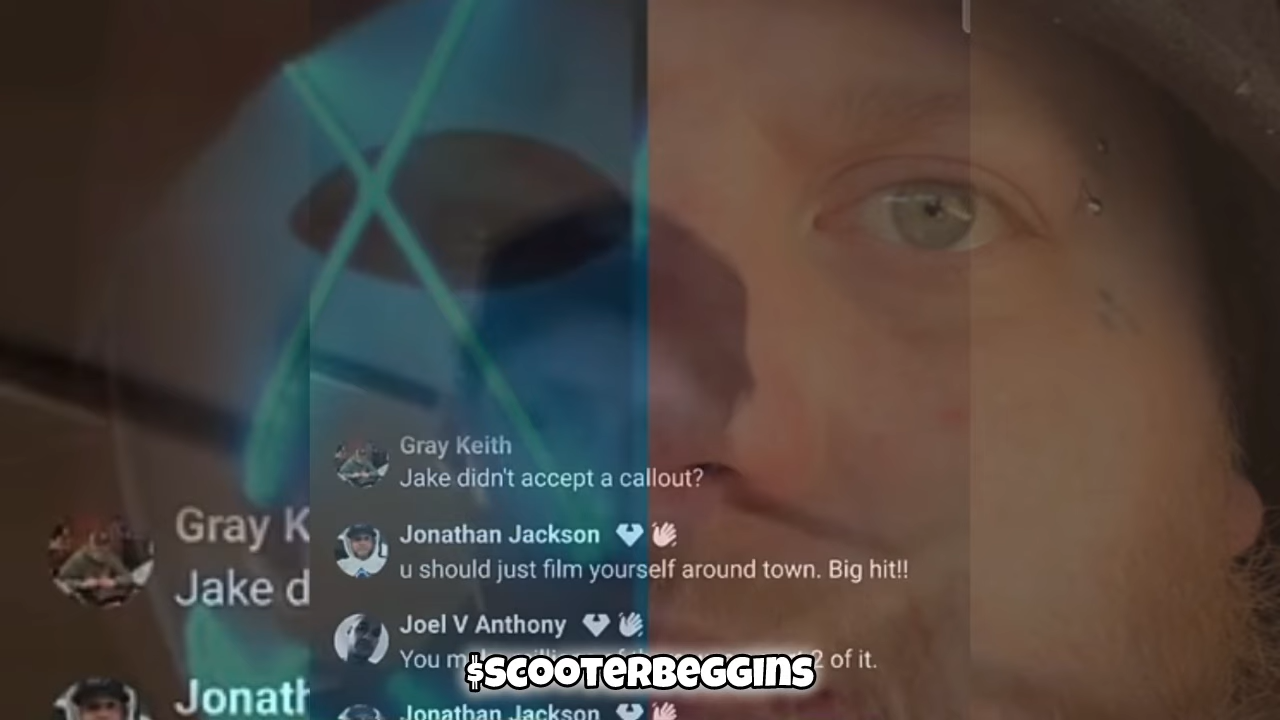 Gray Keith
Jake didn't accept a callout?
Jonathan Jackson
u should just film yourself around town. Big hit!!
Joel V Anthony
2 of it.
$SCOOTERBEGGINS
Jonathan Jackson
Gray K
Jake d
Jonath